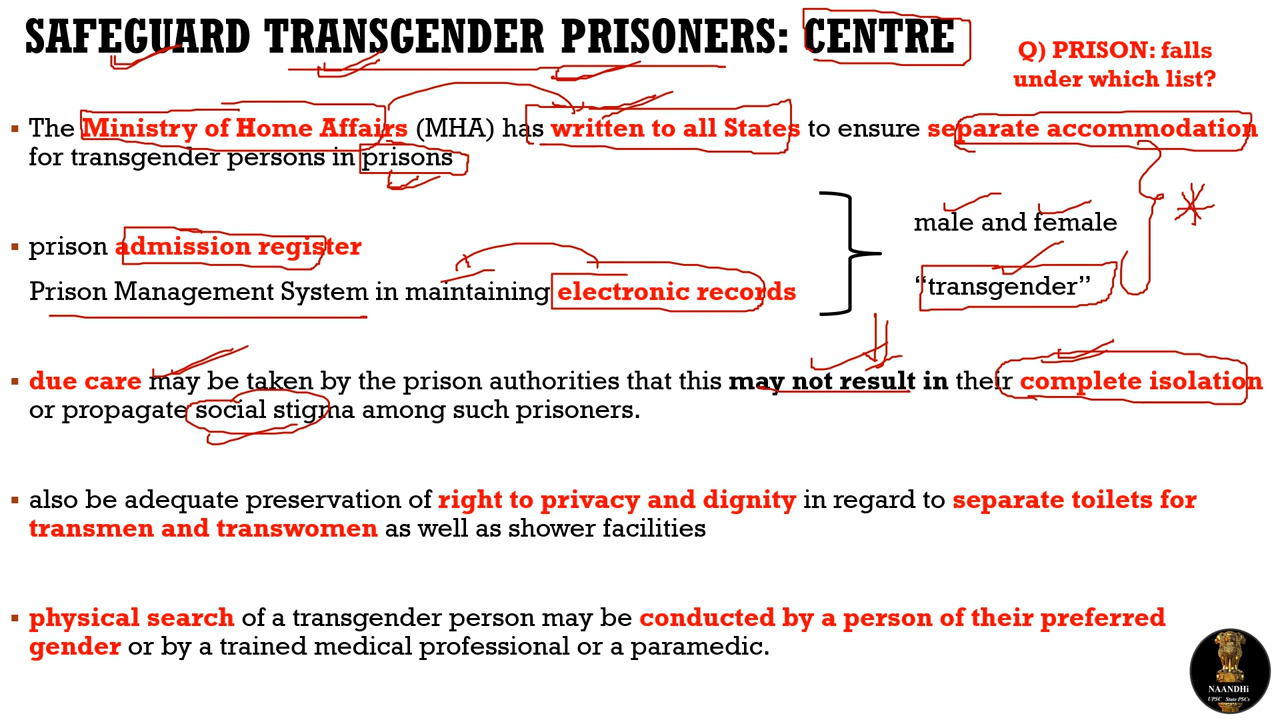 SAFEGUARD TRANSGENDER PRISONERS: CENTRE
Q) PRISON: falls
under which list?
The Ministry of Home Affairs (MHA) has written to all States to ensure separate accommodation
for transgender persons in prisons
prison admission register
Prison Management System in maintaining electronic records
male and female
“transgender”
due care may be taken by the prison authorities that this may not result in their complete isolation
or propagate social stigma among such prisoners.
also be adequate preservation of right to privacy and dignity in regard to separate toilets for
transmen and transwomen as well as shower facilities
physical search of a transgender person may be conducted by a person of their preferred
gender or by a trained medical professional or a paramedic.
NAANDHi
UPSC State PSCs